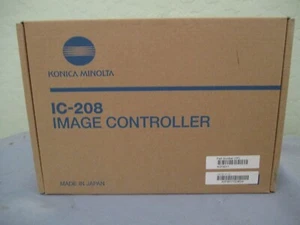 KONICA MINOLTA
IC-208
IMAGE CONTROLLER
MADE IN JAPAN